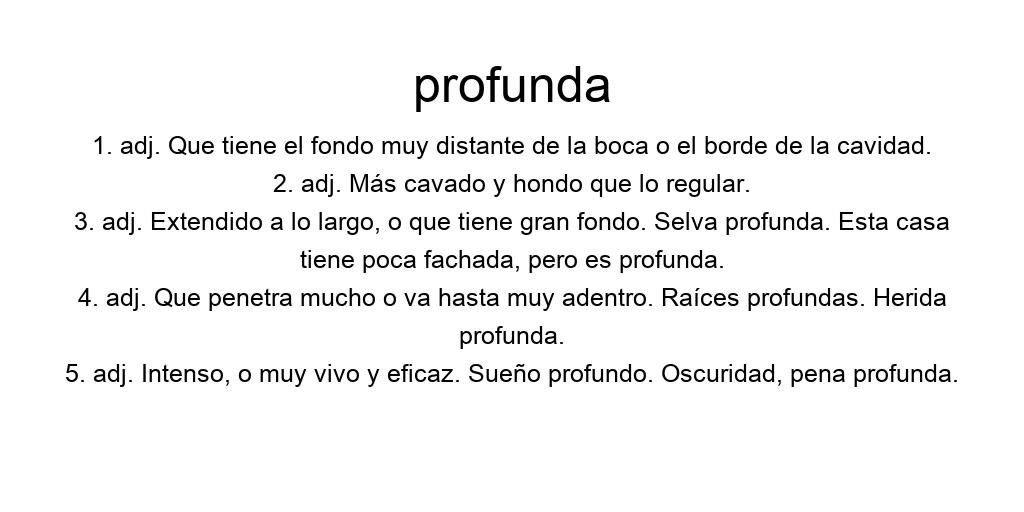 profunda
1. adj. Que tiene el fondo muy distante de la boca o el borde de la cavidad.
2. adj. Más cavado y hondo que lo regular.
3. adj. Extendido a lo largo, o que tiene gran fondo. Selva profunda. Esta casa
tiene poca fachada, pero es profunda.
4. adj. Que penetra mucho o va hasta muy adentro. Raíces profundas. Herida
profunda.
5. adj. Intenso, o muy vivo y eficaz. Sueño profundo. Oscuridad, pena profunda.